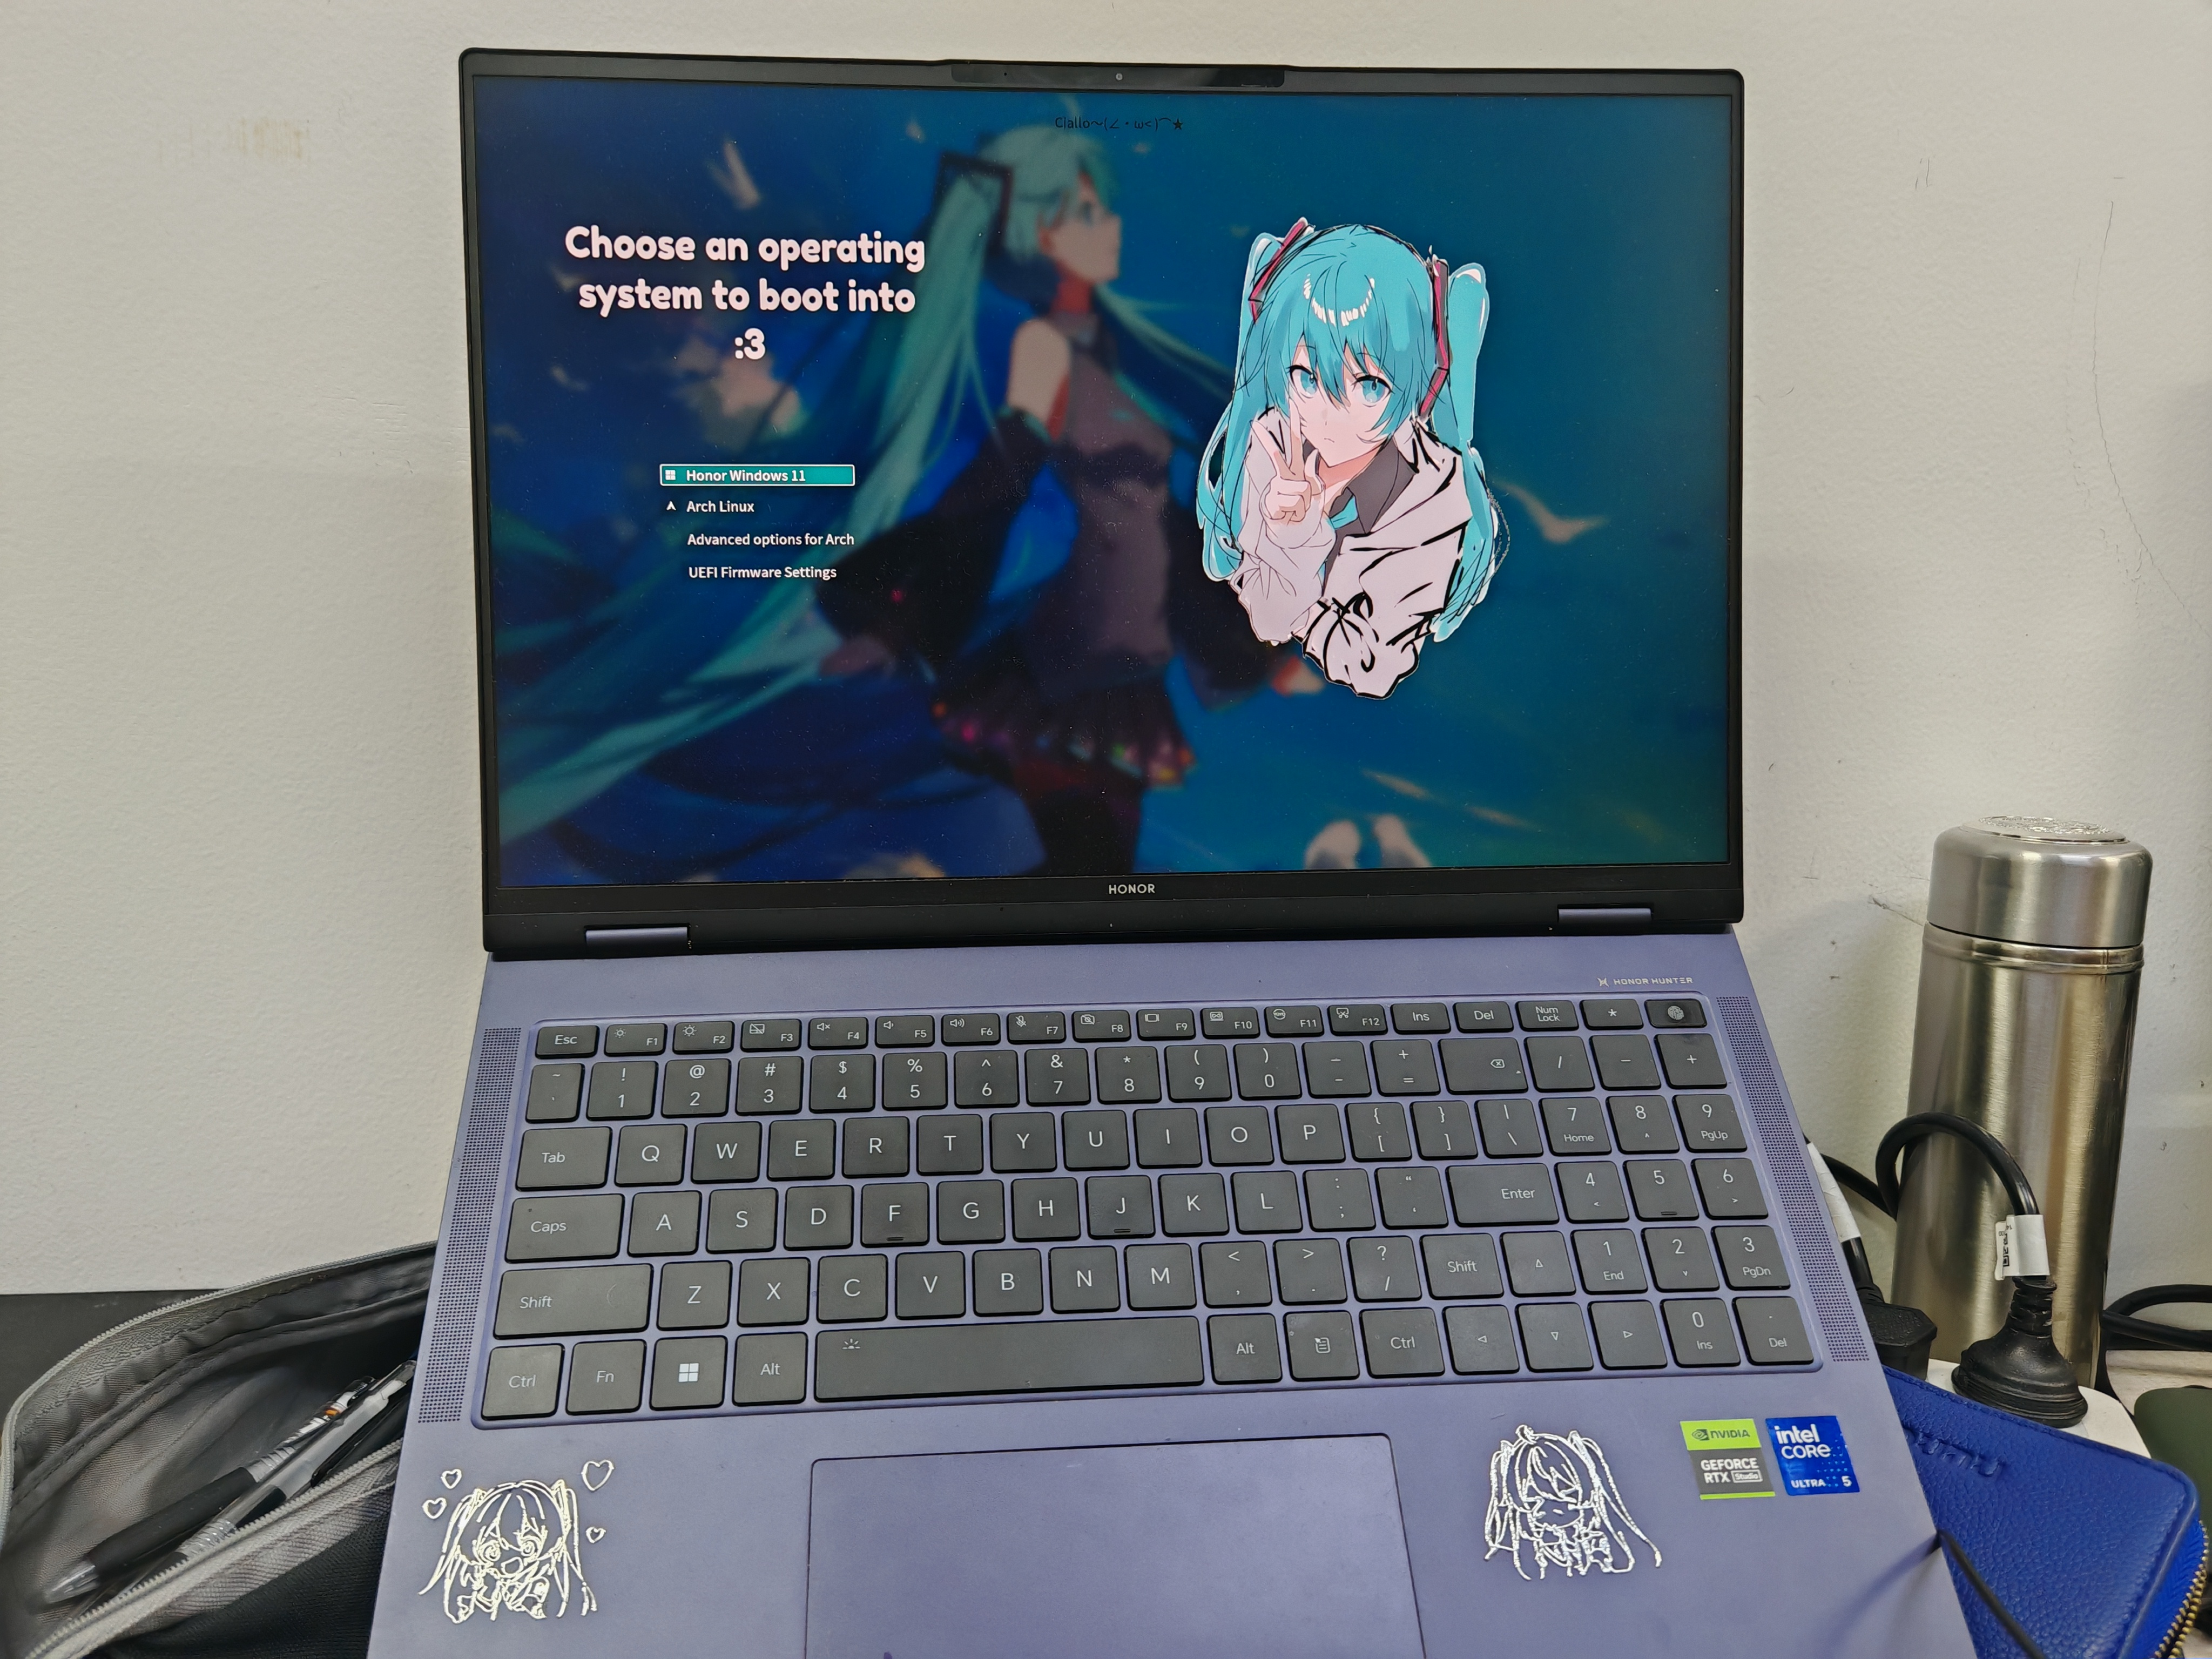 Ciallo～(∠・ω<)⌒★
Choose an operating
system to boot into
:3
Honor Windows 11
Arch Linux
Advanced options for Arch
UEFI Firmware Settings
HONOR
HONOR HUNTER
Esc F1 F2 F3 F4 F5 F6 F7 F8 F9 F10 F11 F12 Ins Del Num Lock *
~ ` ! 1 @ 2 # 3 $ 4 % 5 ^ 6 & 7 * 8 ( 9 ) 0 _ - + = / − +
Tab Q W E R T Y U I O P { [ } ] | \ 7 Home 8 ^ 9 PgUp
Caps A S D F G H J K L : ; " ' Enter 4 < 5 6 >
Shift Z X C V B N M < , > . ? / Shift 1 End 2 3 PgDn
Ctrl Fn Alt Alt Ctrl 0 Ins . Del
NVIDIA
GEFORCE
RTX Studio
intel
CORE
ULTRA 5